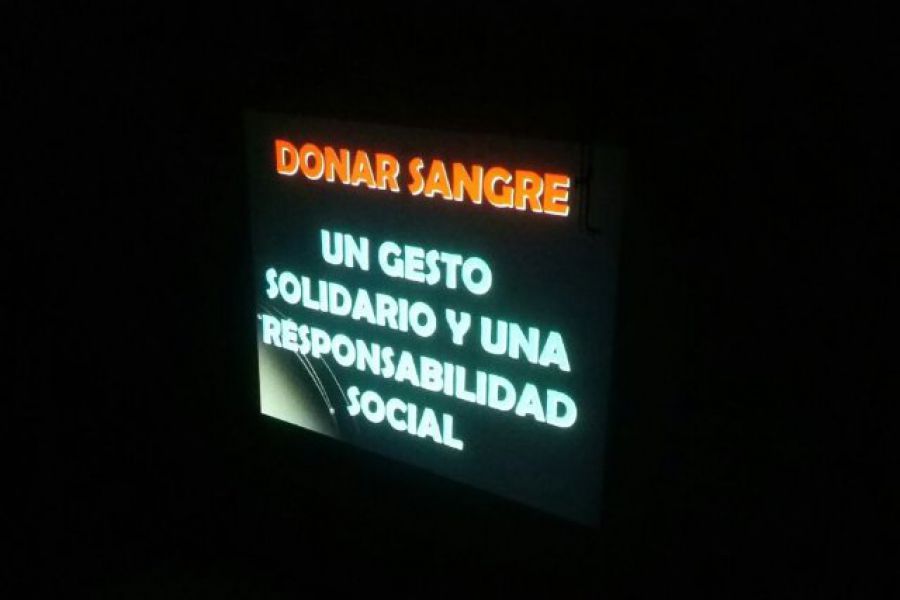 DONAR SANGRE
UN GESTO
SOLIDARIO Y UNA
RESPONSABILIDAD
SOCIAL